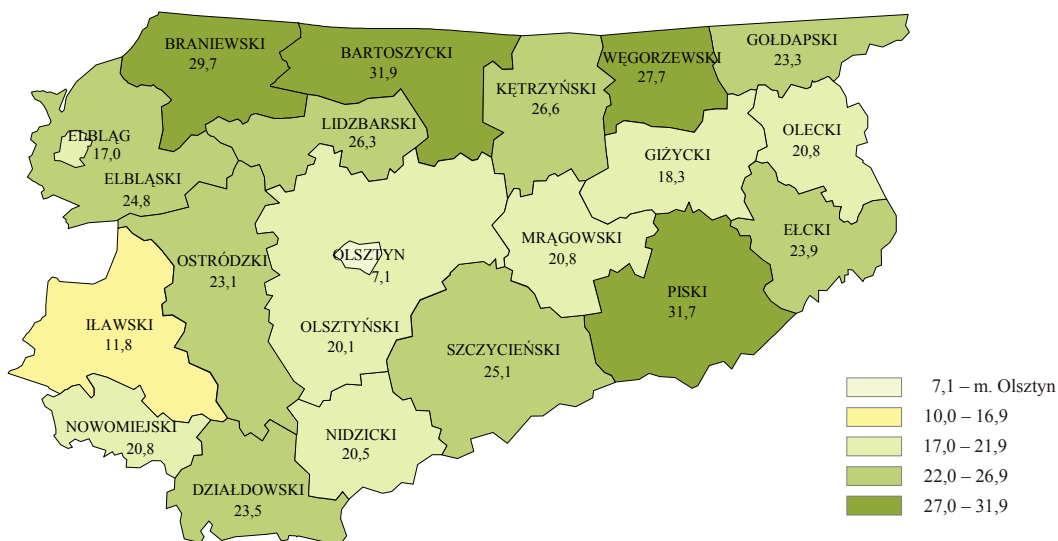 BRANIEWSKI
29,7
BARTOSZYCKI
31,9
KĘTRZYŃSKI
26,6
WĘGORZEWSKI
27,7
GOŁDAPSKI
23,3
ELBLĄG
17,0
ELBLĄSKI
24,8
LIDZBARSKI
26,3
GIŻYCKI
18,3
OLECKI
20,8
OSTRÓDZKI
23,1
OLSZTYN
7,1
MRĄGOWSKI
20,8
EŁCKI
23,9
IŁAWSKI
11,8
OLSZTYŃSKI
20,1
SZCZYCIEŃSKI
25,1
PISKI
31,7
NOWOMIEJSKI
20,8
NIDZICKI
20,5
DZIAŁDOWSKI
23,5
7,1 – m. Olsztyn
10,0 – 16,9
17,0 – 21,9
22,0 – 26,9
27,0 – 31,9